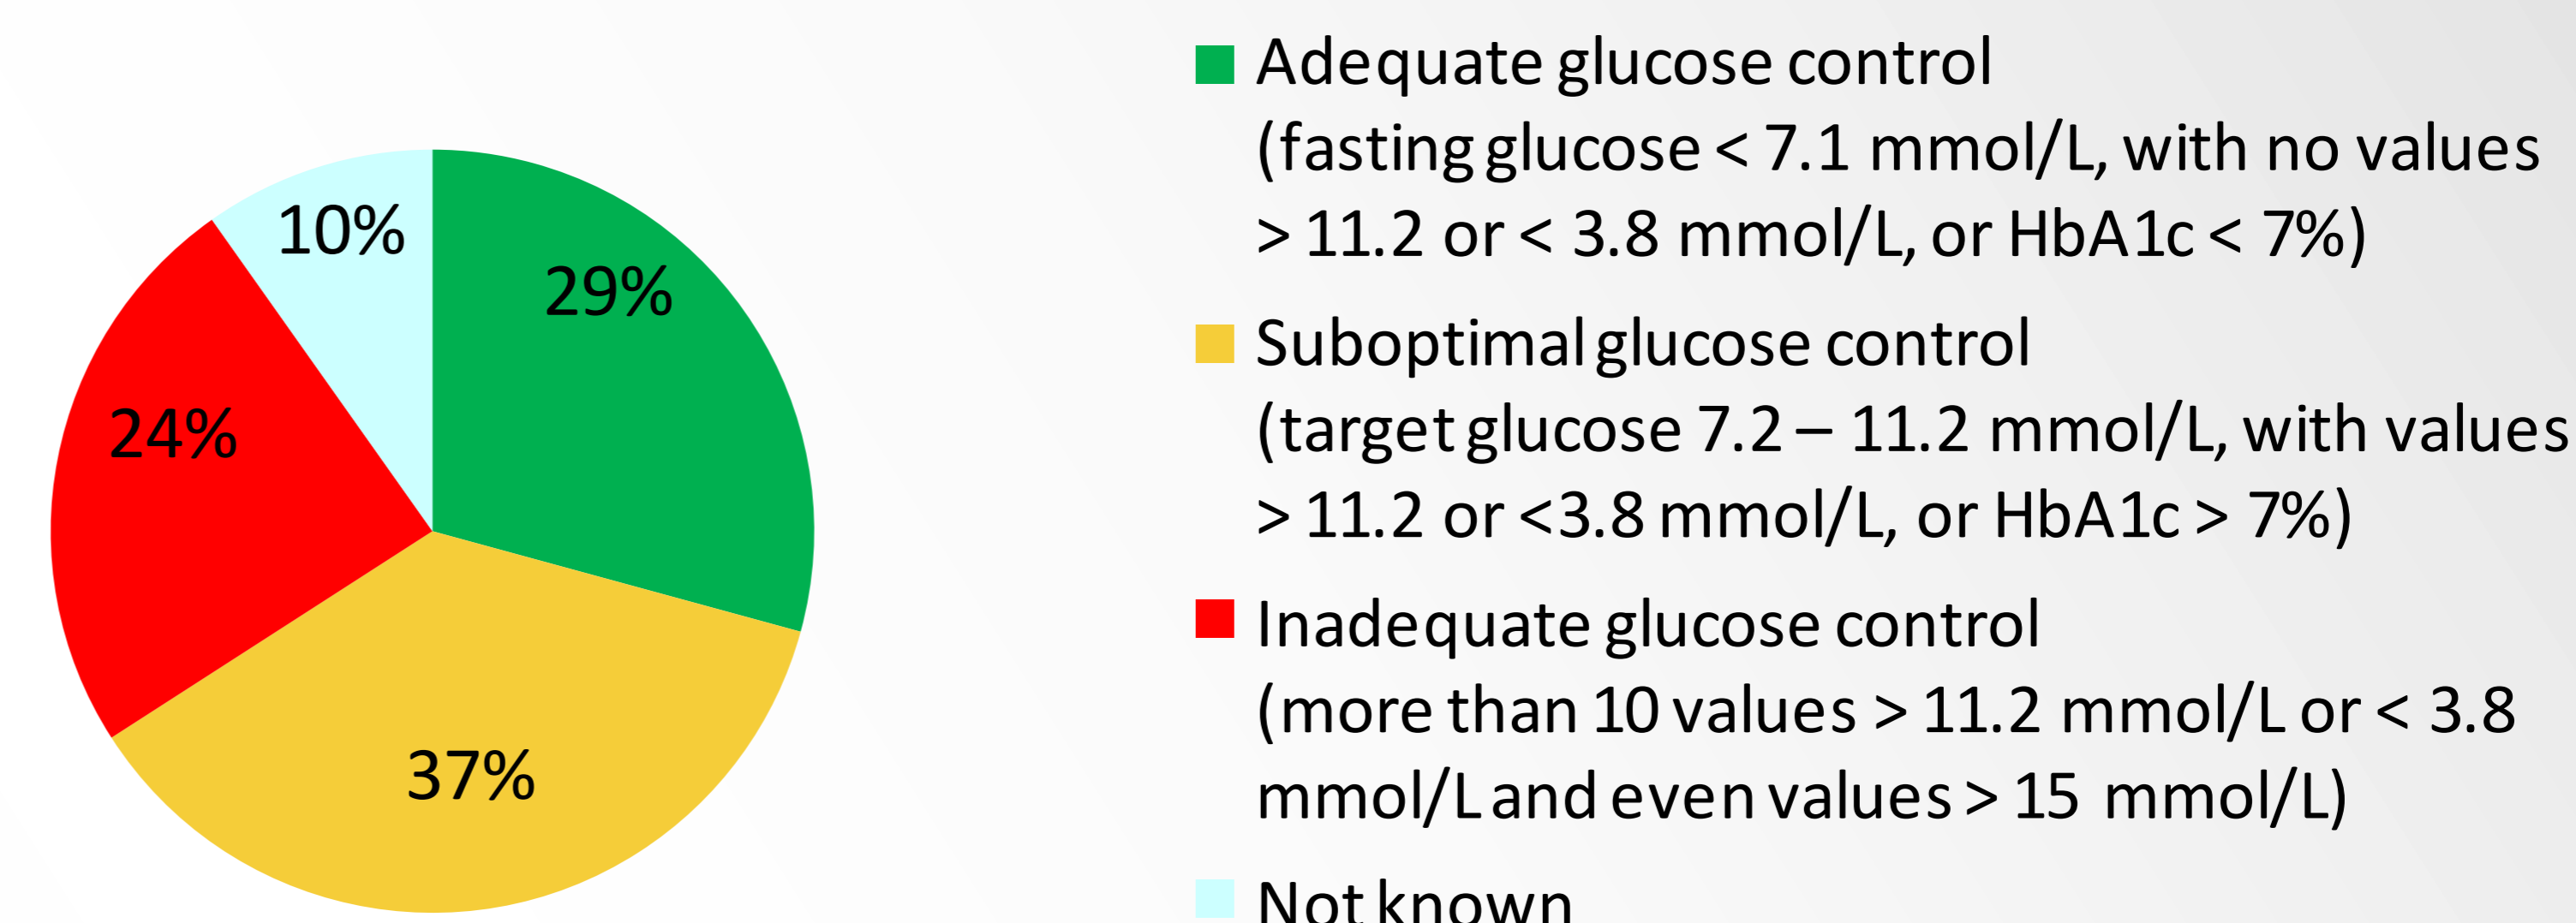 Adequate glucose control
(fasting glucose < 7.1 mmol/L, with no values
> 11.2 or < 3.8 mmol/L, or HbA1c < 7%)
Suboptimal glucose control
(target glucose 7.2 – 11.2 mmol/L, with values
> 11.2 or <3.8 mmol/L, or HbA1c > 7%)
Inadequate glucose control
(more than 10 values > 11.2 mmol/L or < 3.8
mmol/L and even values > 15 mmol/L)
Not known
10%
29%
24%
37%